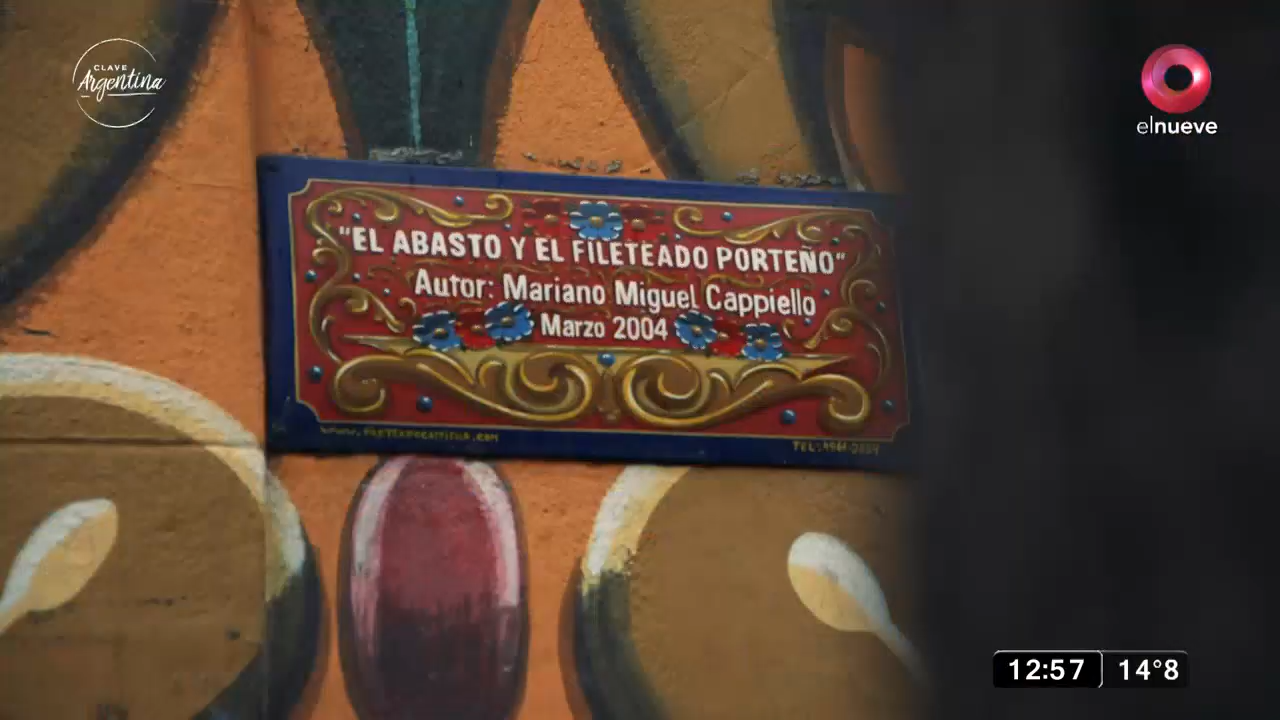 CLAVE
Argentina
elnueve
"EL ABASTO Y EL FILETEADO PORTEÑO"
Autor: Mariano Miguel Cappiello
Marzo 2004
12:57 14°8